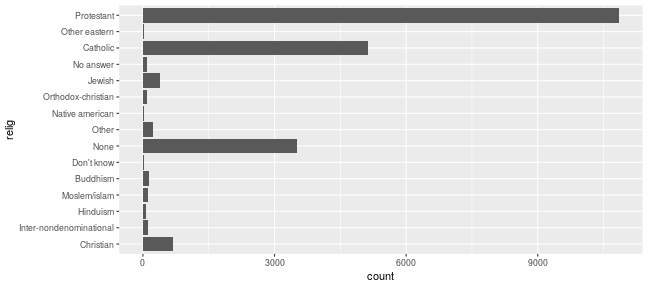 Protestant
Other eastern
Catholic
No answer
Jewish
Orthodox-christian
Native american
Other
None
Don't know
Buddhism
Moslem/islam
Hinduism
Inter-nondenominational
Christian
relig
0 3000 6000 9000
count